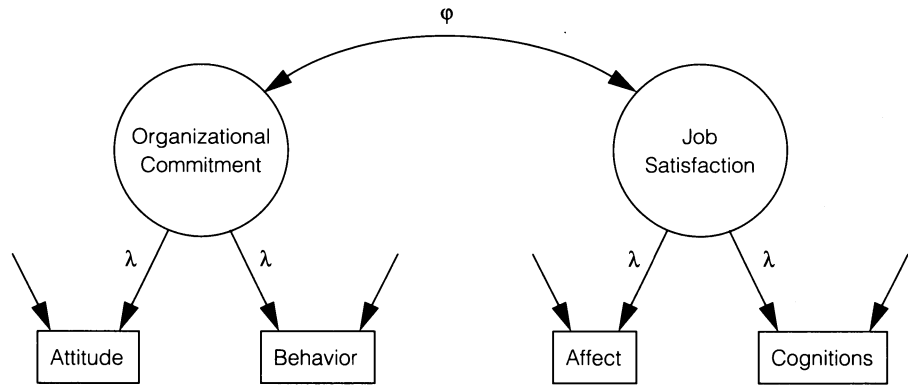 φ
Organizational
Commitment
Job
Satisfaction
λ
λ
λ
λ
Attitude
Behavior
Affect
Cognitions